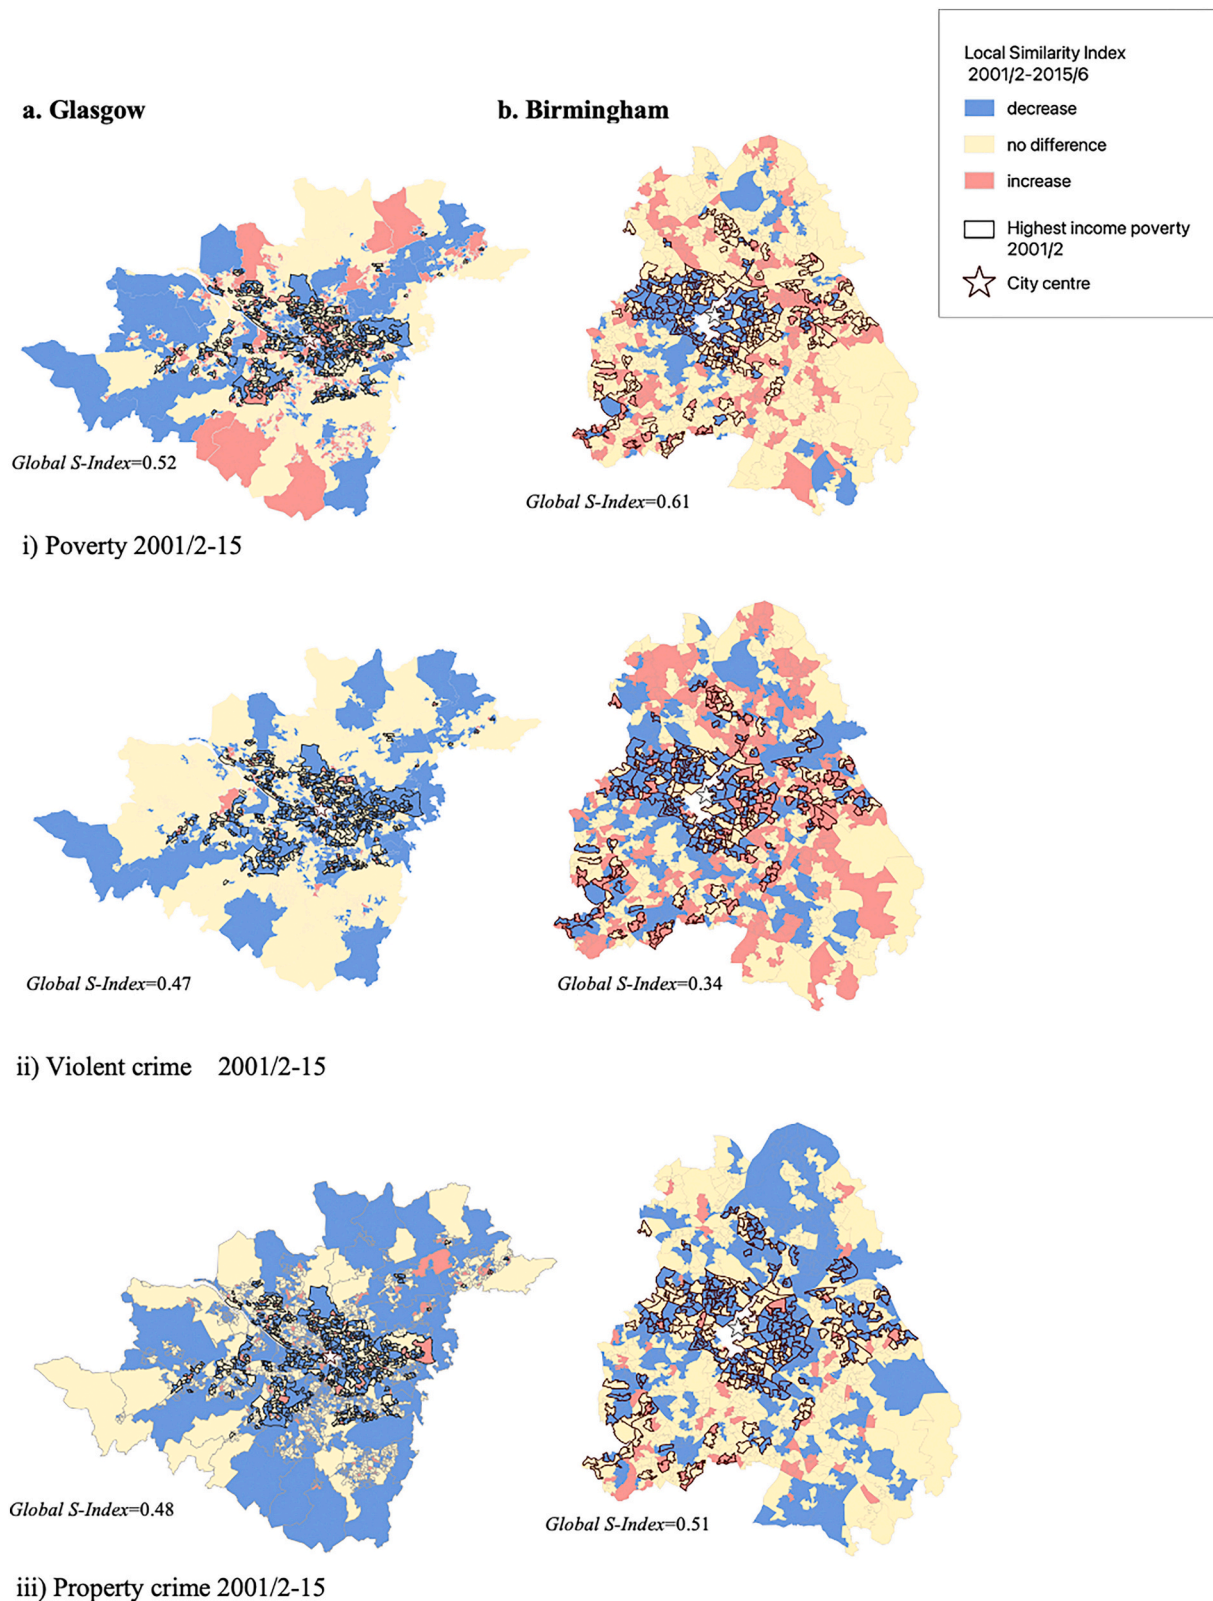 Local Similarity Index
2001/2-2015/6
decrease
no difference
increase
Highest income poverty
2001/2
City centre
a. Glasgow
b. Birmingham
Global S-Index=0.52
Global S-Index=0.61
i) Poverty 2001/2-15
Global S-Index=0.47
Global S-Index=0.34
ii) Violent crime 2001/2-15
Global S-Index=0.48
Global S-Index=0.51
iii) Property crime 2001/2-15